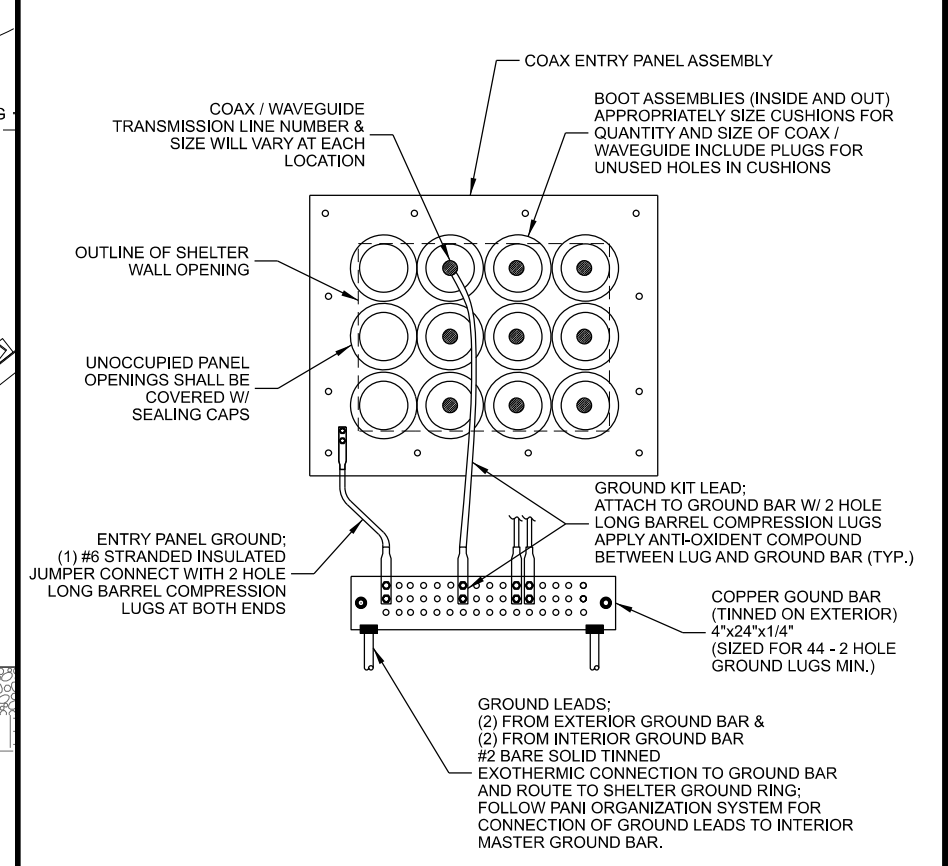 COAX ENTRY PANEL ASSEMBLY
COAX / WAVEGUIDE
TRANSMISSION LINE NUMBER &
SIZE WILL VARY AT EACH
LOCATION
BOOT ASSEMBLIES (INSIDE AND OUT)
APPROPRIATELY SIZE CUSHIONS FOR
QUANTITY AND SIZE OF COAX /
WAVEGUIDE INCLUDE PLUGS FOR
UNUSED HOLES IN CUSHIONS
OUTLINE OF SHELTER
WALL OPENING
UNOCCUPIED PANEL
OPENINGS SHALL BE
COVERED W/
SEALING CAPS
ENTRY PANEL GROUND;
(1) #6 STRANDED INSULATED
JUMPER CONNECT WITH 2 HOLE
LONG BARREL COMPRESSION
LUGS AT BOTH ENDS
GROUND KIT LEAD;
ATTACH TO GROUND BAR W/ 2 HOLE
LONG BARREL COMPRESSION LUGS
APPLY ANTI-OXIDENT COMPOUND
BETWEEN LUG AND GROUND BAR (TYP.)
COPPER GOUND BAR
(TINNED ON EXTERIOR)
4"x24"x1/4"
(SIZED FOR 44 - 2 HOLE
GROUND LUGS MIN.)
GROUND LEADS;
(2) FROM EXTERIOR GROUND BAR &
(2) FROM INTERIOR GROUND BAR
#2 BARE SOLID TINNED
EXOTHERMIC CONNECTION TO GROUND BAR
AND ROUTE TO SHELTER GROUND RING;
FOLLOW PANI ORGANIZATION SYSTEM FOR
CONNECTION OF GROUND LEADS TO INTERIOR
MASTER GROUND BAR.